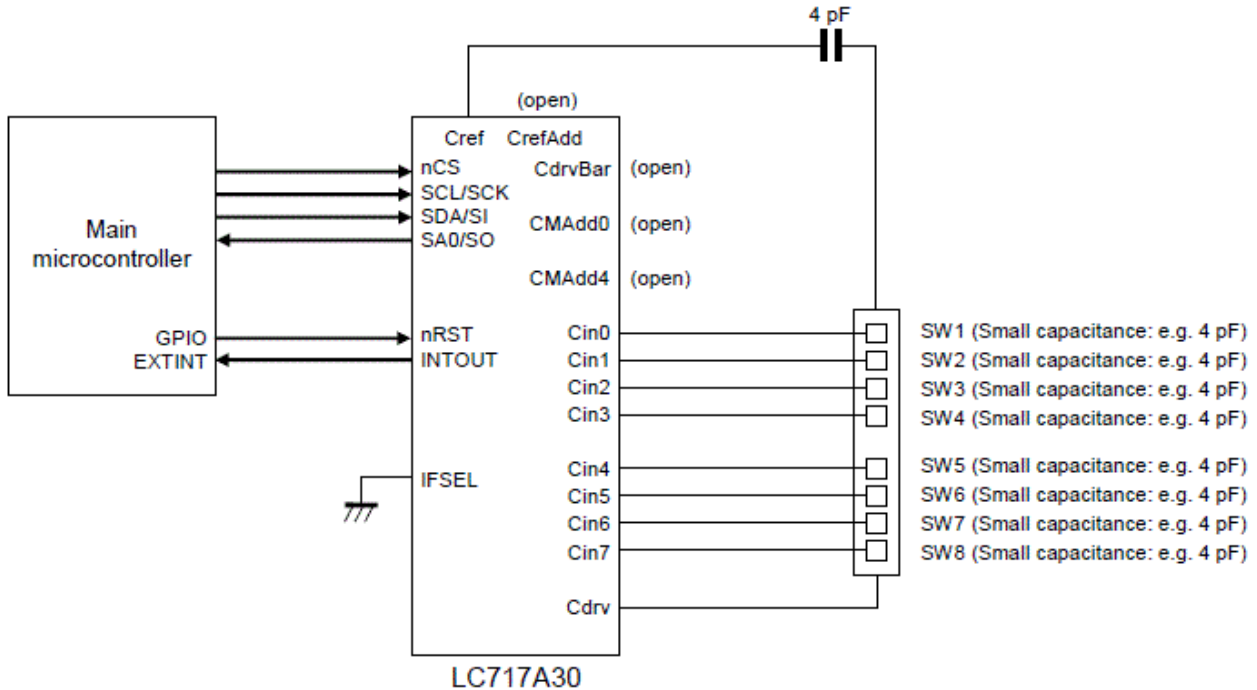 4 pF
(open)
Cref CrefAdd
nCS CdrvBar (open)
SCL/SCK
SDA/SI CMAdd0 (open)
SA0/SO
Main
microcontroller
CMAdd4 (open)
GPIO nRST Cin0 SW1 (Small capacitance: e.g. 4 pF)
EXTINT INTOUT Cin1 SW2 (Small capacitance: e.g. 4 pF)
Cin2 SW3 (Small capacitance: e.g. 4 pF)
Cin3 SW4 (Small capacitance: e.g. 4 pF)
IFSEL Cin4 SW5 (Small capacitance: e.g. 4 pF)
Cin5 SW6 (Small capacitance: e.g. 4 pF)
Cin6 SW7 (Small capacitance: e.g. 4 pF)
Cin7 SW8 (Small capacitance: e.g. 4 pF)
Cdrv
LC717A30